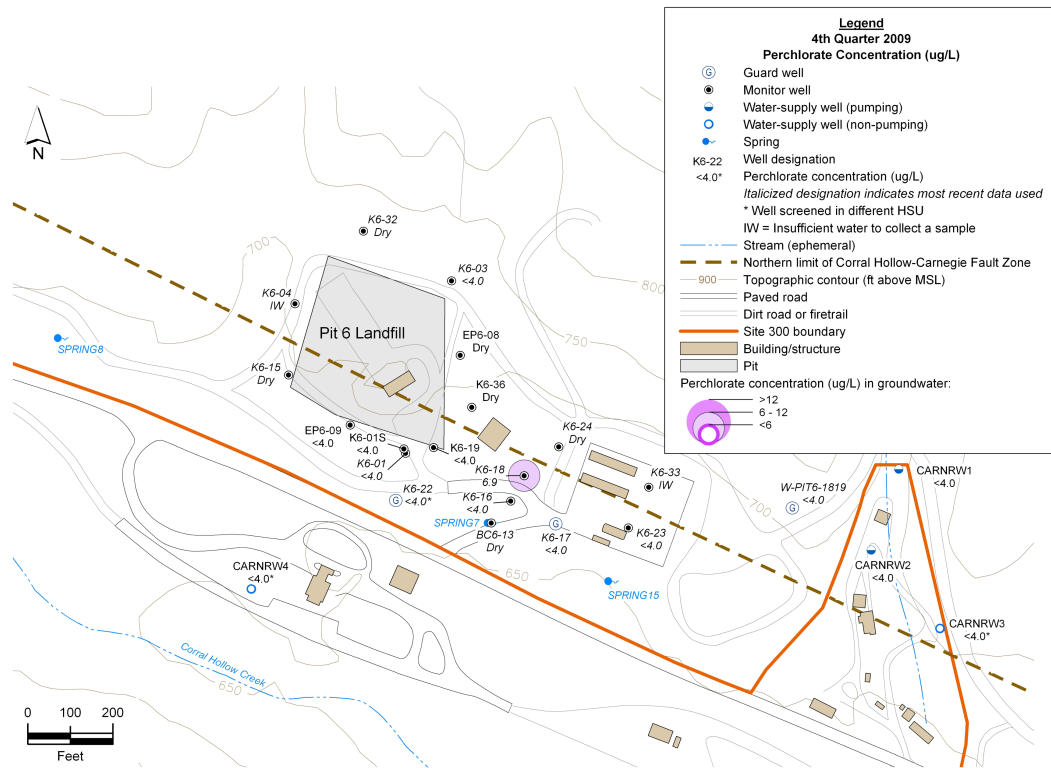 Legend
4th Quarter 2009
Perchlorate Concentration (ug/L)
G Guard well
Monitor well
Water-supply well (pumping)
Water-supply well (non-pumping)
Spring
K6-22 Well designation
<4.0* Perchlorate concentration (ug/L)
Italicized designation indicates most recent data used
* Well screened in different HSU
IW = Insufficient water to collect a sample
Stream (ephemeral)
Northern limit of Corral Hollow-Carnegie Fault Zone
900 Topographic contour (ft above MSL)
Paved road
Dirt road or firetrail
Site 300 boundary
Building/structure
Pit
Perchlorate concentration (ug/L) in groundwater:
>12
6 - 12
<6
N
K6-32
Dry
700
K6-03
<4.0
800
K6-04
IW
Pit 6 Landfill
750
SPRING8
EP6-08
Dry
K6-15
Dry
K6-36
Dry
EP6-09
<4.0
K6-01S
<4.0
K6-01
<4.0
K6-19
<4.0
K6-24
Dry
K6-18
6.9
K6-33
IW
K6-22
<4.0*
G
K6-16
<4.0
SPRING7
BC6-13
Dry
G
K6-17
<4.0
K6-23
<4.0
700
W-PIT6-1819
<4.0
G
CARNRW1
<4.0
CARNRW2
<4.0
CARNRW3
<4.0*
CARNRW4
<4.0*
650
SPRING15
Corral Hollow Creek
650
0 100 200
Feet